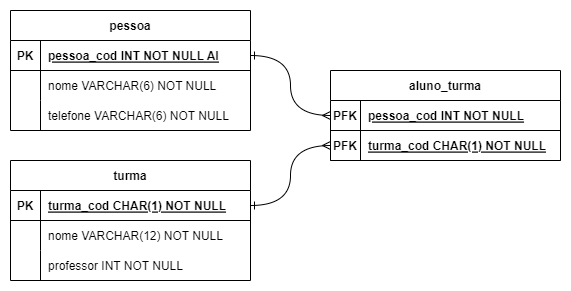 pessoa
PK pessoa_cod INT NOT NULL AI
nome VARCHAR(6) NOT NULL
telefone VARCHAR(6) NOT NULL
aluno_turma
PFK pessoa_cod INT NOT NULL
PFK turma_cod CHAR(1) NOT NULL
turma
PK turma_cod CHAR(1) NOT NULL
nome VARCHAR(12) NOT NULL
professor INT NOT NULL